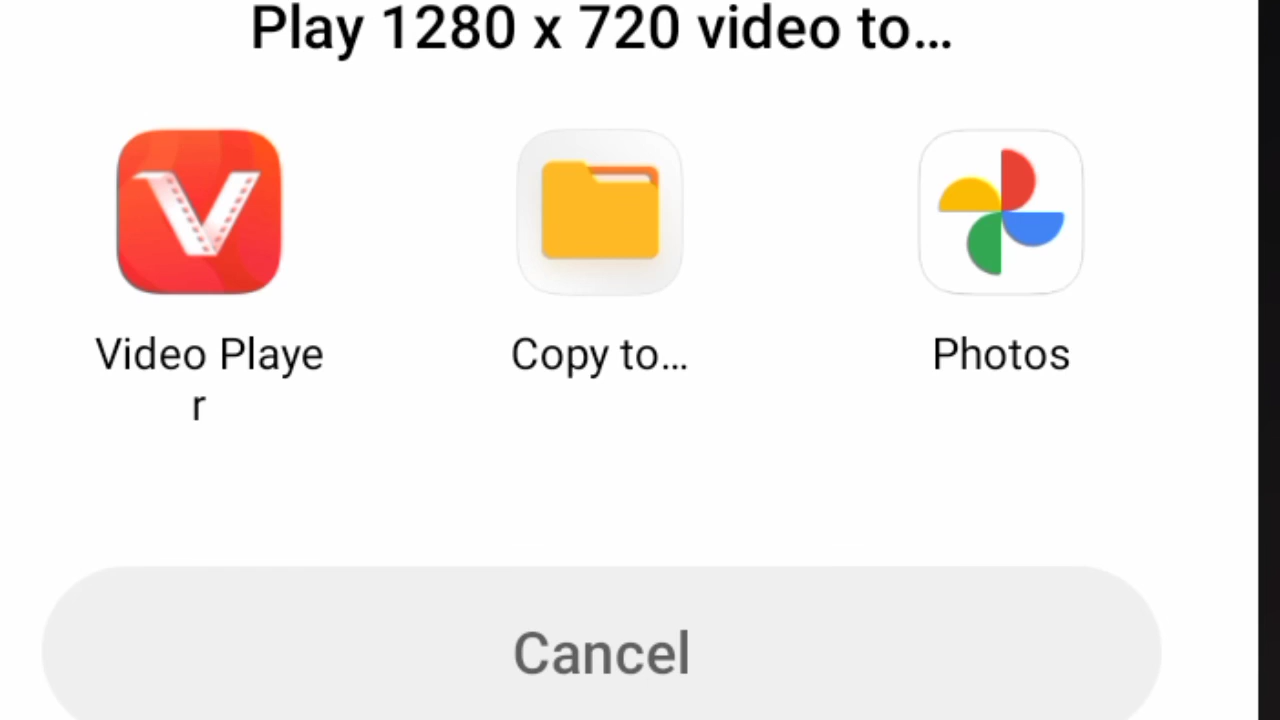 Play 1280 x 720 video to…
Video Playe
r
Copy to…
Photos
Cancel